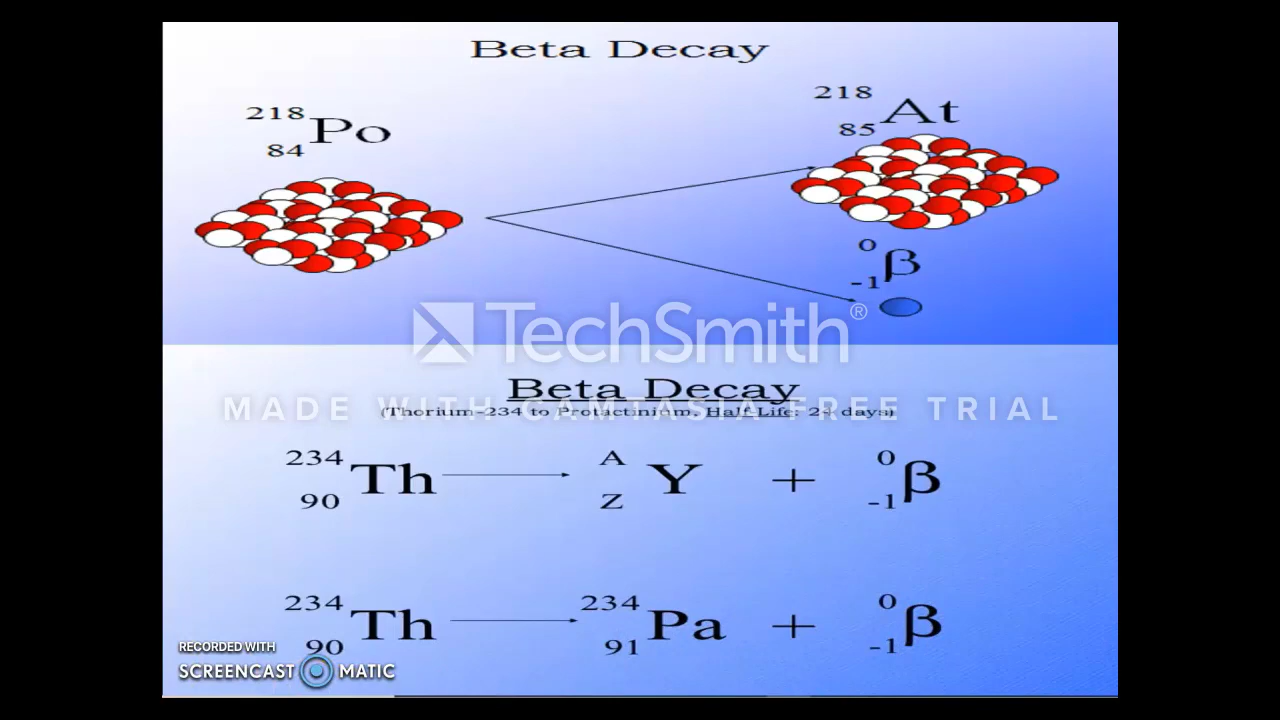 Beta Decay
218
84 Po
218
85 At
0
-1 β
TechSmith®
Beta Decay
MADE WITH CAMTASIA FREE TRIAL
(Thorium-234 to Protactinium, Half-Life: 24 days)
234
90 Th
A
Z Y
+
0
-1 β
234
90 Th
234
91 Pa
+
0
-1 β
RECORDED WITH
SCREENCAST MATIC